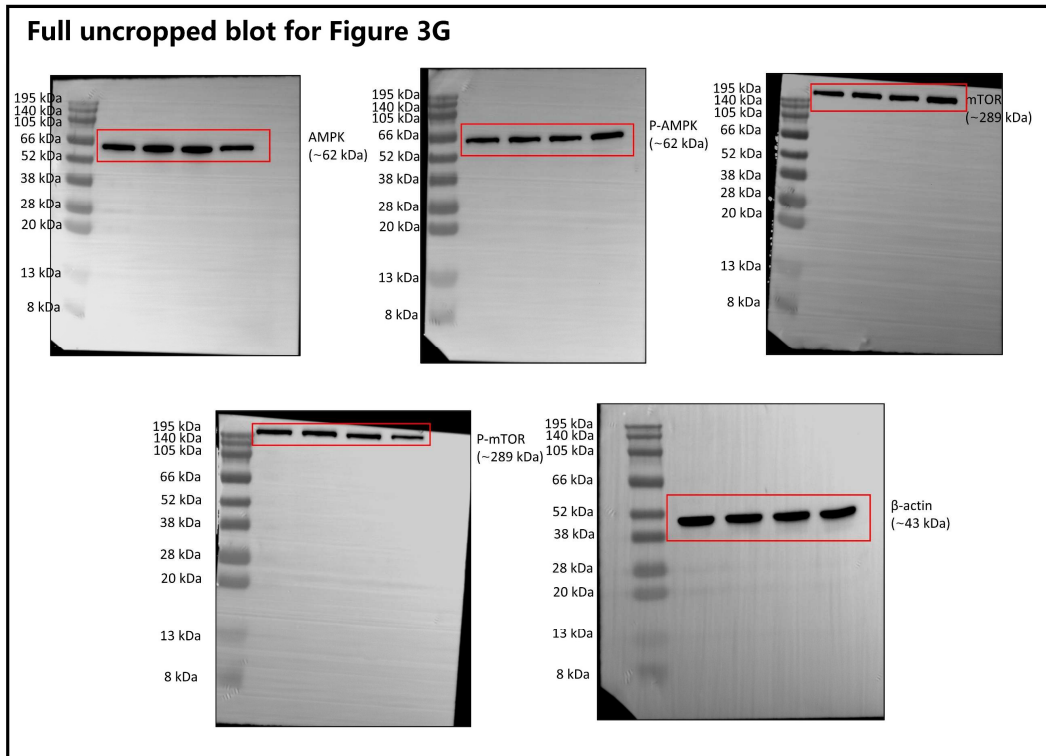 Full uncropped blot for Figure 3G
195 kDa
140 kDa
105 kDa
66 kDa
52 kDa
38 kDa
28 kDa
20 kDa
13 kDa
8 kDa
AMPK
(~62 kDa)
195 kDa
140 kDa
105 kDa
66 kDa
52 kDa
38 kDa
28 kDa
20 kDa
13 kDa
8 kDa
P-AMPK
(~62 kDa)
195 kDa
140 kDa
105 kDa
66 kDa
52 kDa
38 kDa
28 kDa
20 kDa
13 kDa
8 kDa
mTOR
(~289 kDa)
195 kDa
140 kDa
105 kDa
66 kDa
52 kDa
38 kDa
28 kDa
20 kDa
13 kDa
8 kDa
P-mTOR
(~289 kDa)
195 kDa
140 kDa
105 kDa
66 kDa
52 kDa
38 kDa
28 kDa
20 kDa
13 kDa
8 kDa
β-actin
(~43 kDa)